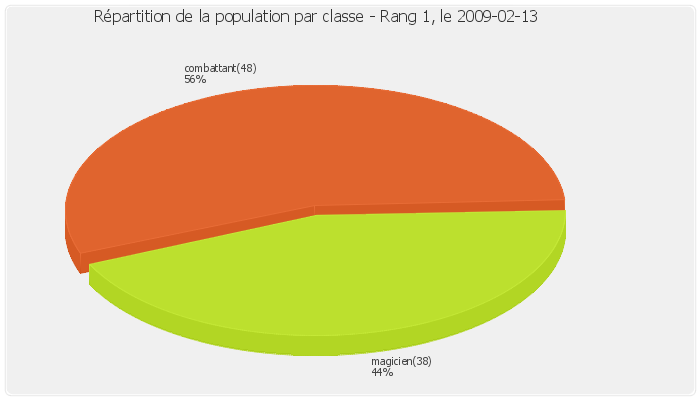 Répartition de la population par classe - Rang 1, le 2009-02-13
combattant(48)
56%
magicien(38)
44%